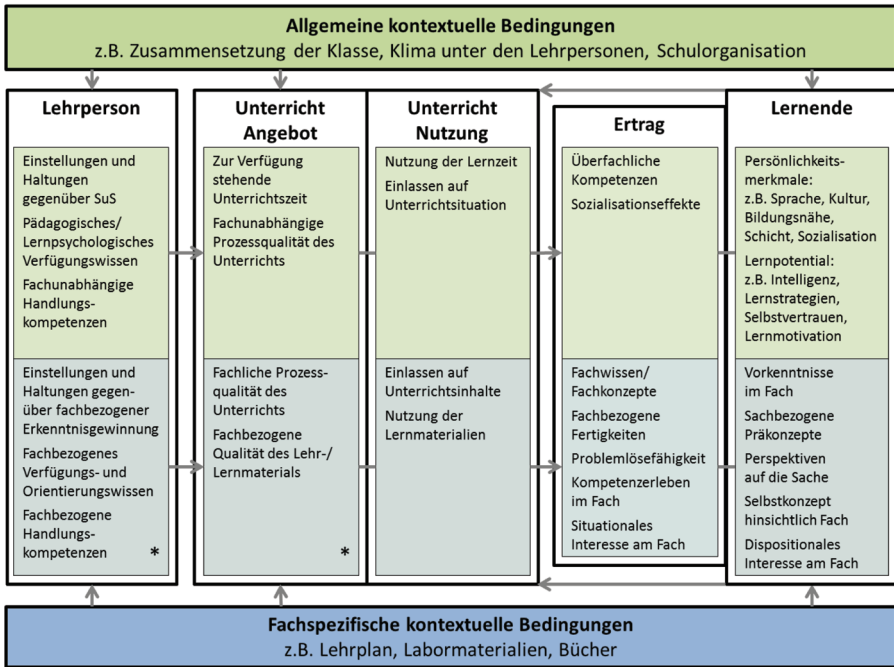 Allgemeine kontextuelle Bedingungen
z.B. Zusammensetzung der Klasse, Klima unter den Lehrpersonen, Schulorganisation
Lehrperson
Einstellungen und
Haltungen
gegenüber SuS
Pädagogisches/
Lernpsychologisches
Verfügungswissen
Fachunabhängige
Handlungs-
kompetenzen
Einstellungen und
Haltungen gegen-
über fachbezogener
Erkenntnisgewinnung
Fachbezogenes
Verfügungs- und
Orientierungswissen
Fachbezogene
Handlungs-
kompetenzen *
Unterricht
Angebot
Zur Verfügung
stehende
Unterrichtszeit
Fachunabhängige
Prozessqualität des
Unterrichts
Fachliche Prozess-
qualität des
Unterrichts
Fachbezogene
Qualität des Lehr-/
Lernmaterials
*
Unterricht
Nutzung
Nutzung der Lernzeit
Einlassen auf
Unterrichtsituation
Einlassen auf
Unterrichtsinhalte
Nutzung der
Lernmaterialien
Ertrag
Überfachliche
Kompetenzen
Sozialisationseffekte
Fachwissen/
Fachkonzepte
Fachbezogene
Fertigkeiten
Problemlösefähigkeit
Kompetenzerleben
im Fach
Situationales
Interesse am Fach
Lernende
Persönlichkeits-
merkmale:
z.B. Sprache, Kultur,
Bildungsnähe,
Schicht, Sozialisation
Lernpotential:
z.B. Intelligenz,
Lernstrategien,
Selbstvertrauen,
Lernmotivation
Vorkenntnisse
im Fach
Sachbezogene
Präkonzepte
Perspektiven
auf die Sache
Selbstkonzept
hinsichtlich Fach
Dispositionales
Interesse am Fach
Fachspezifische kontextuelle Bedingungen
z.B. Lehrplan, Labormaterialien, Bücher